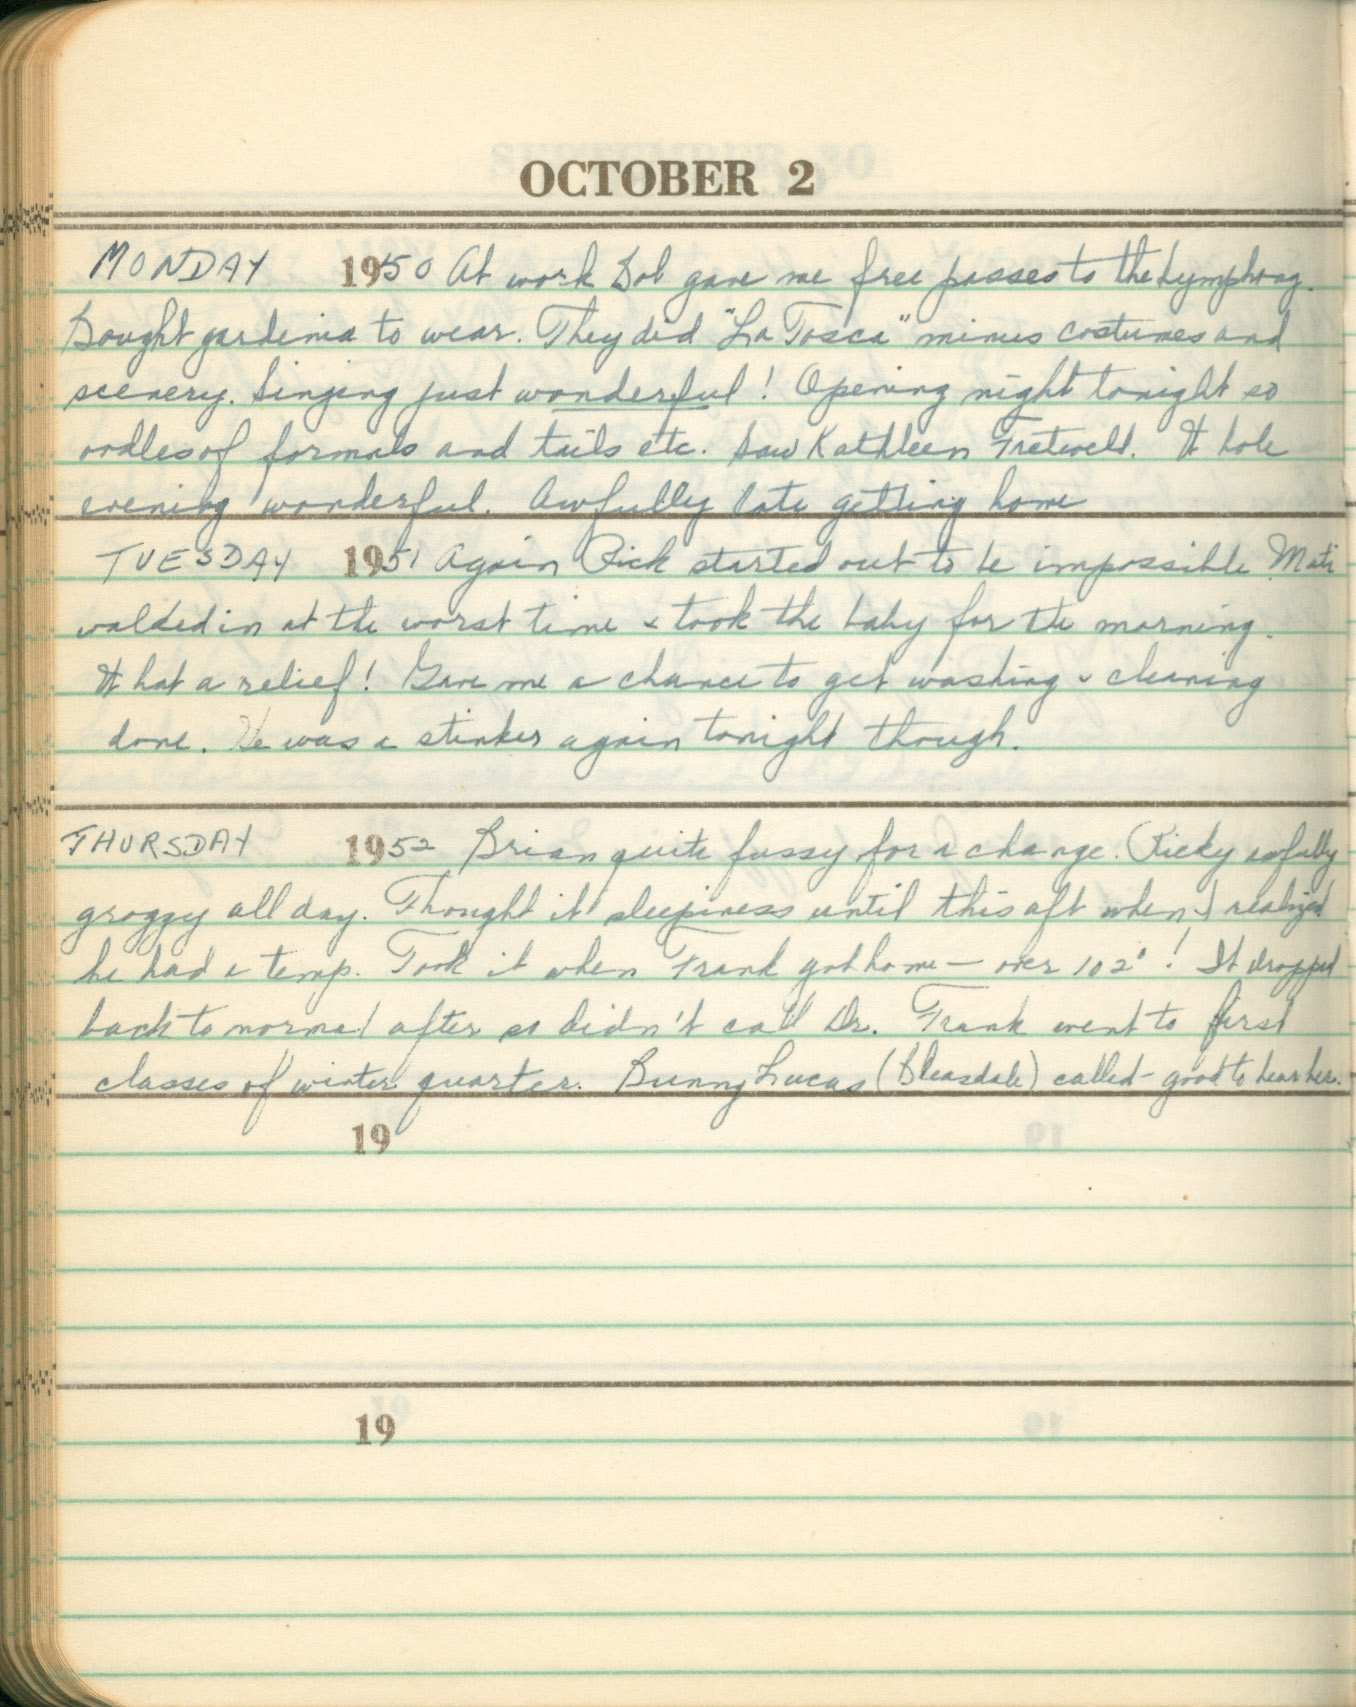 OCTOBER 2
MONDAY 1950 At work Bob gave me free passes to the Symphony.
Bought gardenia to wear. They did "La Tosca" minus costumes and
scenery. Singing just wonderful! Opening night tonight so
oodles of formals and tails etc. Saw Kathleen Fretwell. Whole
evening wonderful. Awfully late getting home
TUESDAY 1951 Again Rick started out to be impossible. Mati
walked in at the worst time & took the baby for the morning.
What a relief! Gave me a chance to get washing & cleaning
done. He was a stinker again tonight though.
THURSDAY 1952 Brian quite fussy for a change. Ricky awfully
groggy all day. Thought it sleepiness until this aft when I realized
he had a temp. Took it when Frank got home — over 102°! It dropped
back to normal after so didn't call Dr. Frank went to first
classes of winter quarter. Bunny Lucas (Bleasdale) called - good to hear her.
19
19